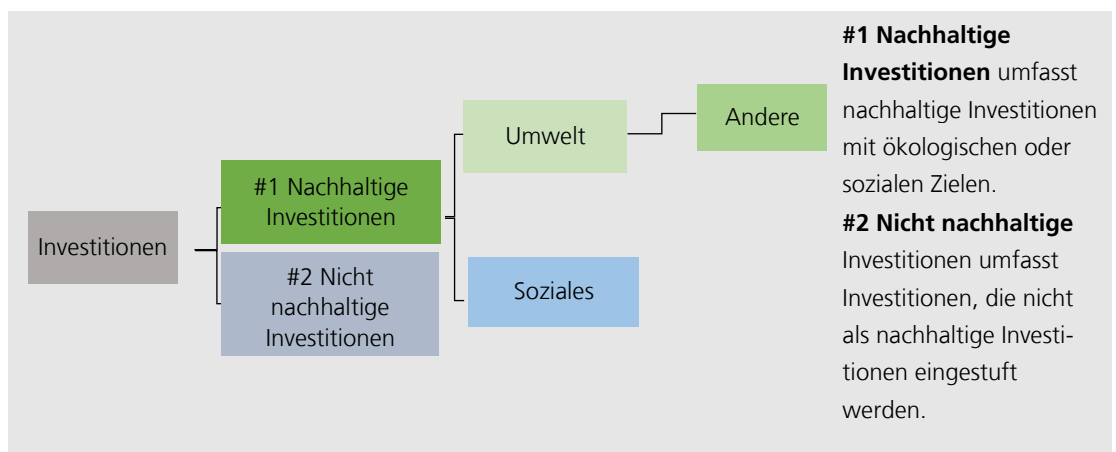 Investitionen
#1 Nachhaltige
Investitionen
#2 Nicht
nachhaltige
Investitionen
Umwelt
Soziales
Andere
#1 Nachhaltige
Investitionen umfasst
nachhaltige Investitionen
mit ökologischen oder
sozialen Zielen.
#2 Nicht nachhaltige
Investitionen umfasst
Investitionen, die nicht
als nachhaltige Investi-
tionen eingestuft
werden.